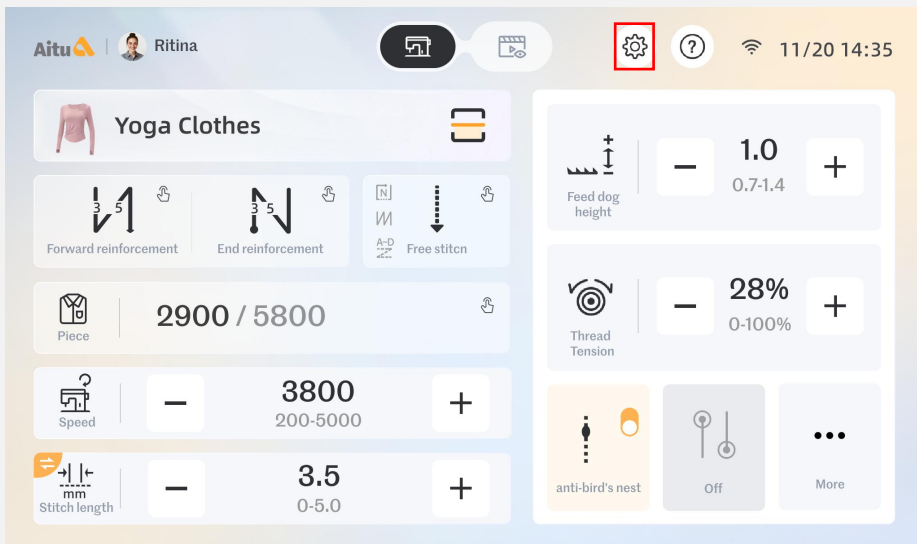 Aitu
Ritina
?
11/20 14:35
Yoga Clothes
3 5
Forward reinforcement
3 5
End reinforcement
N
A-D
Free stitcn
Piece
2900 / 5800
Speed
3800
200-5000
mm
Stitch length
3.5
0-5.0
Feed dog
height
1.0
0.7-1.4
Thread
Tension
28%
0-100%
anti-bird's nest
Off
More